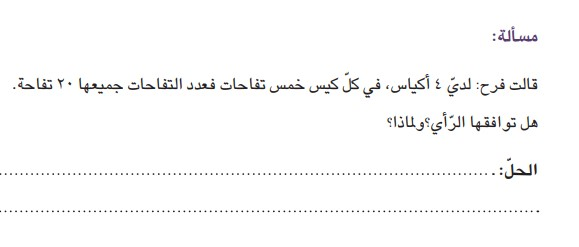 مسألة:
قالت فرح: لديّ ٤ أكياس، في كلّ كيس خمس تفاحات فعدد التفاحات جميعها ٢٠ تفاحة.
هل توافقها الرّأي؟ولماذا؟
الحلّ: ..........................................................................................
..........................................................................................